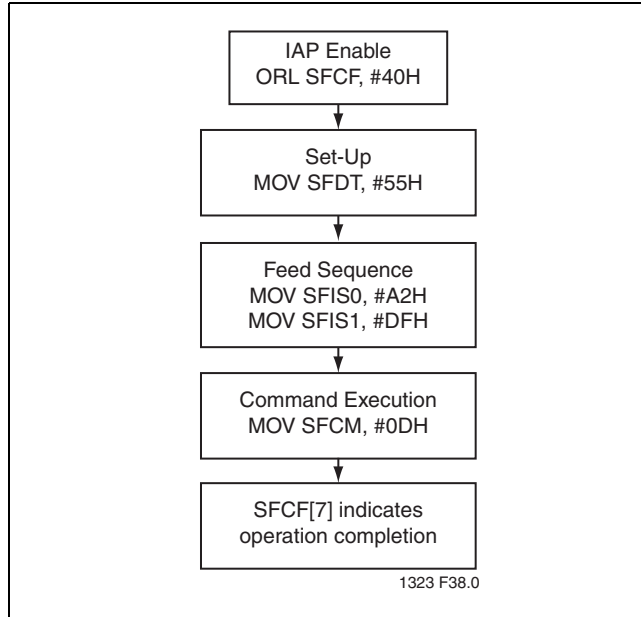 IAP Enable
ORL SFCF, #40H
Set-Up
MOV SFDT, #55H
Feed Sequence
MOV SFIS0, #A2H
MOV SFIS1, #DFH
Command Execution
MOV SFCM, #0DH
SFCF[7] indicates
operation completion
1323 F38.0